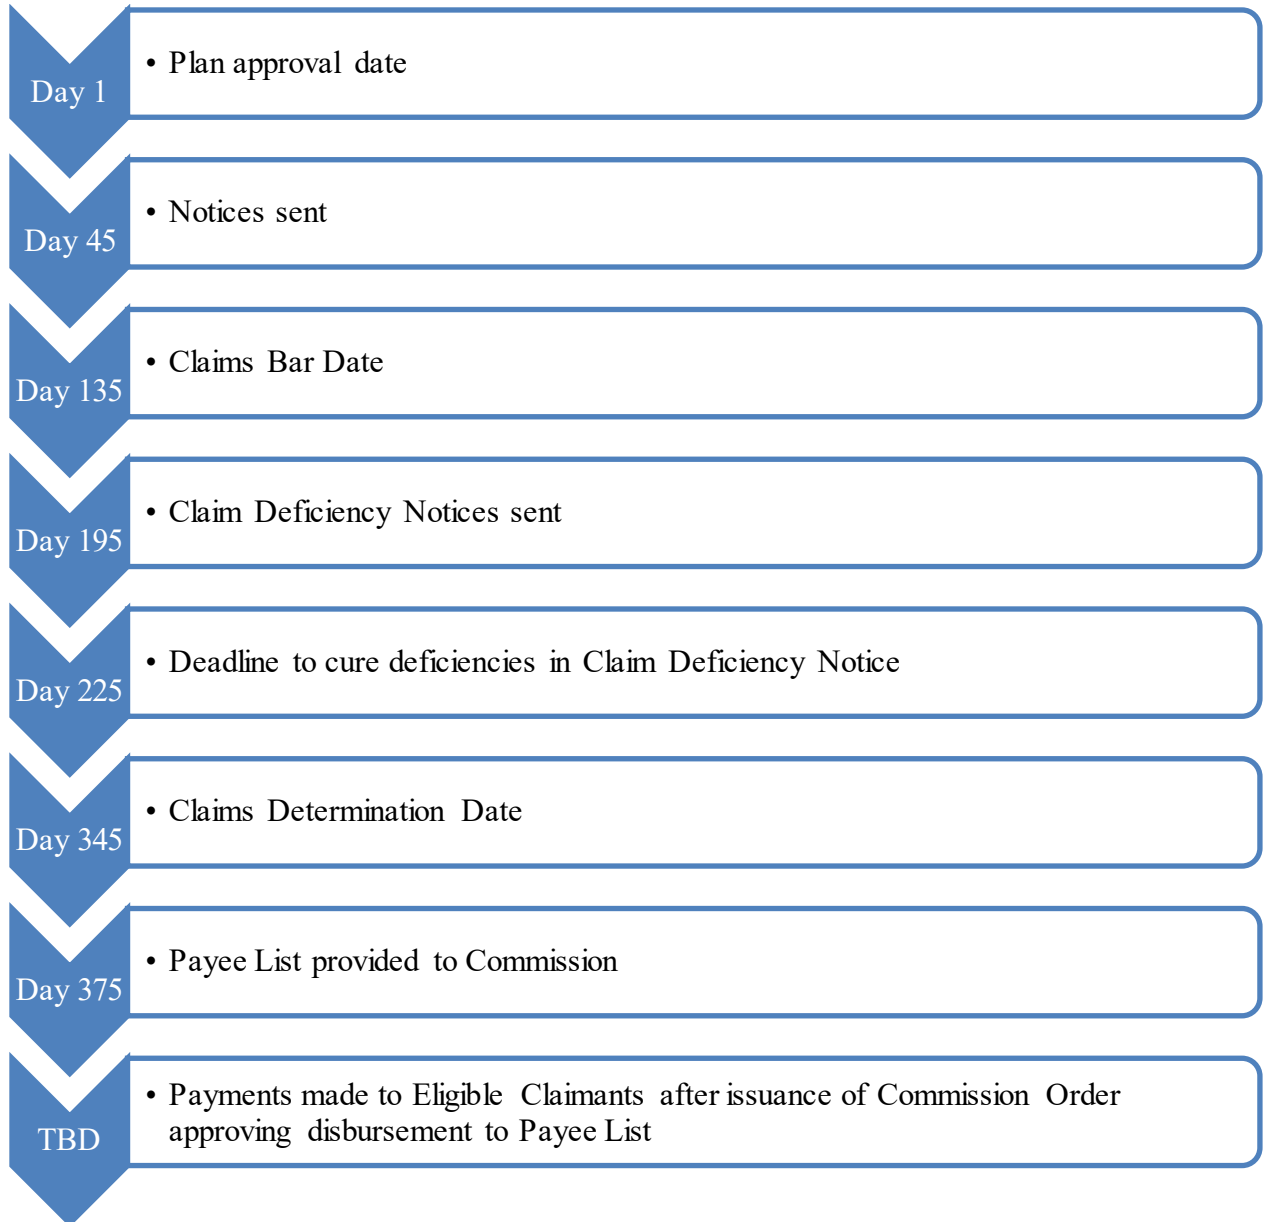 Day 1
• Plan approval date
Day 45
• Notices sent
Day 135
• Claims Bar Date
Day 195
• Claim Deficiency Notices sent
Day 225
• Deadline to cure deficiencies in Claim Deficiency Notice
Day 345
• Claims Determination Date
Day 375
• Payee List provided to Commission
TBD
• Payments made to Eligible Claimants after issuance of Commission Order
approving disbursement to Payee List